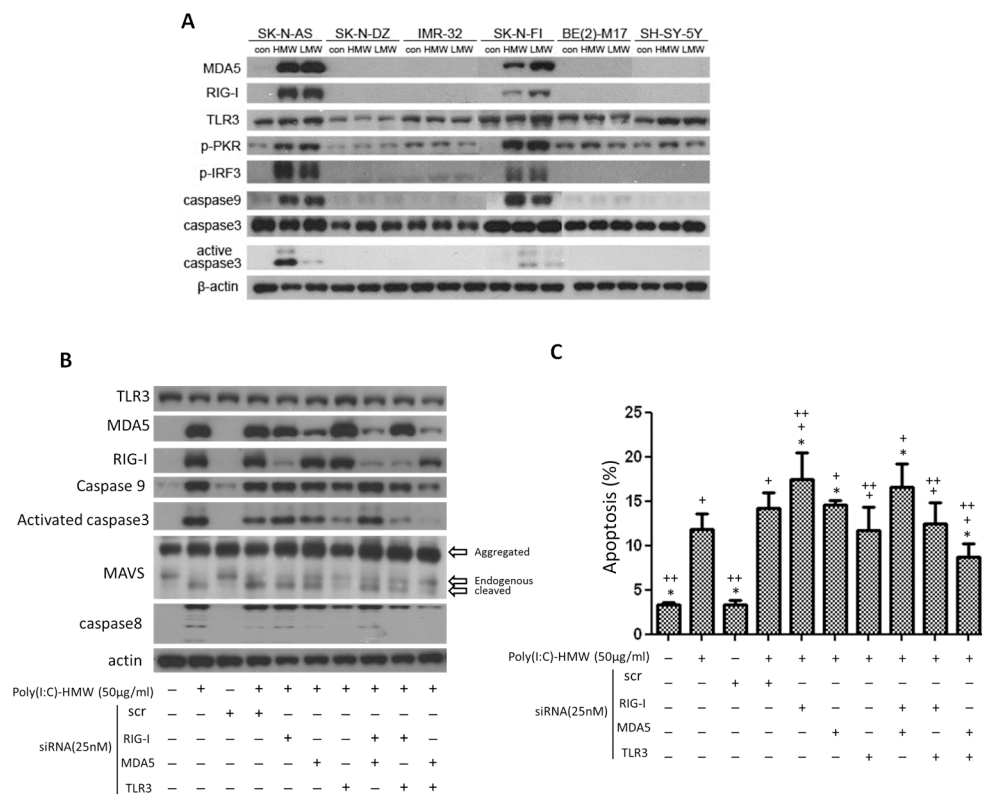 A
SK-N-AS SK-N-DZ IMR-32 SK-N-FI BE(2)-M17 SH-SY-5Y
con HMW LMW con HMW LMW con HMW LMW con HMW LMW con HMW LMW con HMW LMW
MDA5
RIG-I
TLR3
p-PKR
p-IRF3
caspase9
caspase3
active
caspase3
β-actin
B
TLR3
MDA5
RIG-I
Caspase 9
Activated caspase3
MAVS
Aggregated
Endogenous
cleaved
caspase8
actin
Poly(I:C)-HMW (50μg/ml) – + – + + + + + + +
scr – – + + – – – – – –
siRNA(25nM)
RIG-I – – – – + – – + + –
MDA5 – – – – – + – + – +
TLR3 – – – – – – + – + +
C
Apoptosis (%)
25
20
15
10
5
0
++ * 
+
++ *
+
++ + *
+ *
++ +
+ *
++ +
++ + *
Poly(I:C)-HMW (50μg/ml) – + – + + + + + + +
scr – – + + – – – – – –
siRNA(25nM)
RIG-I – – – – + – – + + –
MDA5 – – – – – + – + – +
TLR3 – – – – – – + – + +